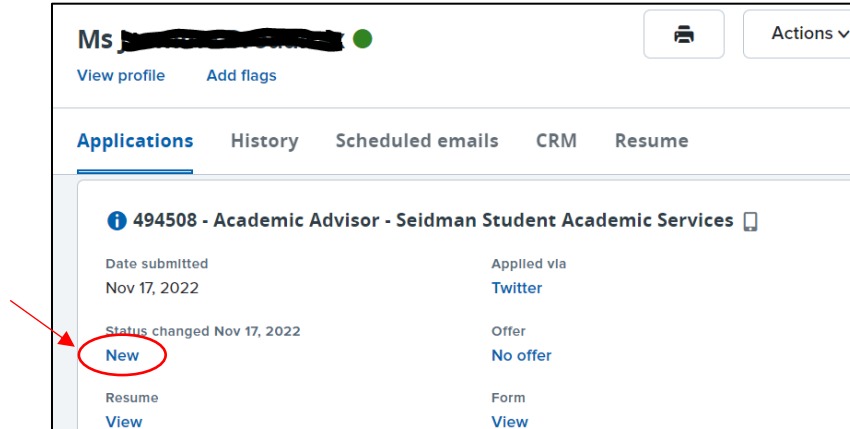 Ms
Actions
View profile Add flags
Applications History Scheduled emails CRM Resume
494508 - Academic Advisor - Seidman Student Academic Services
Date submitted Applied via
Nov 17, 2022 Twitter
Status changed Nov 17, 2022 Offer
New No offer
Resume Form
View View